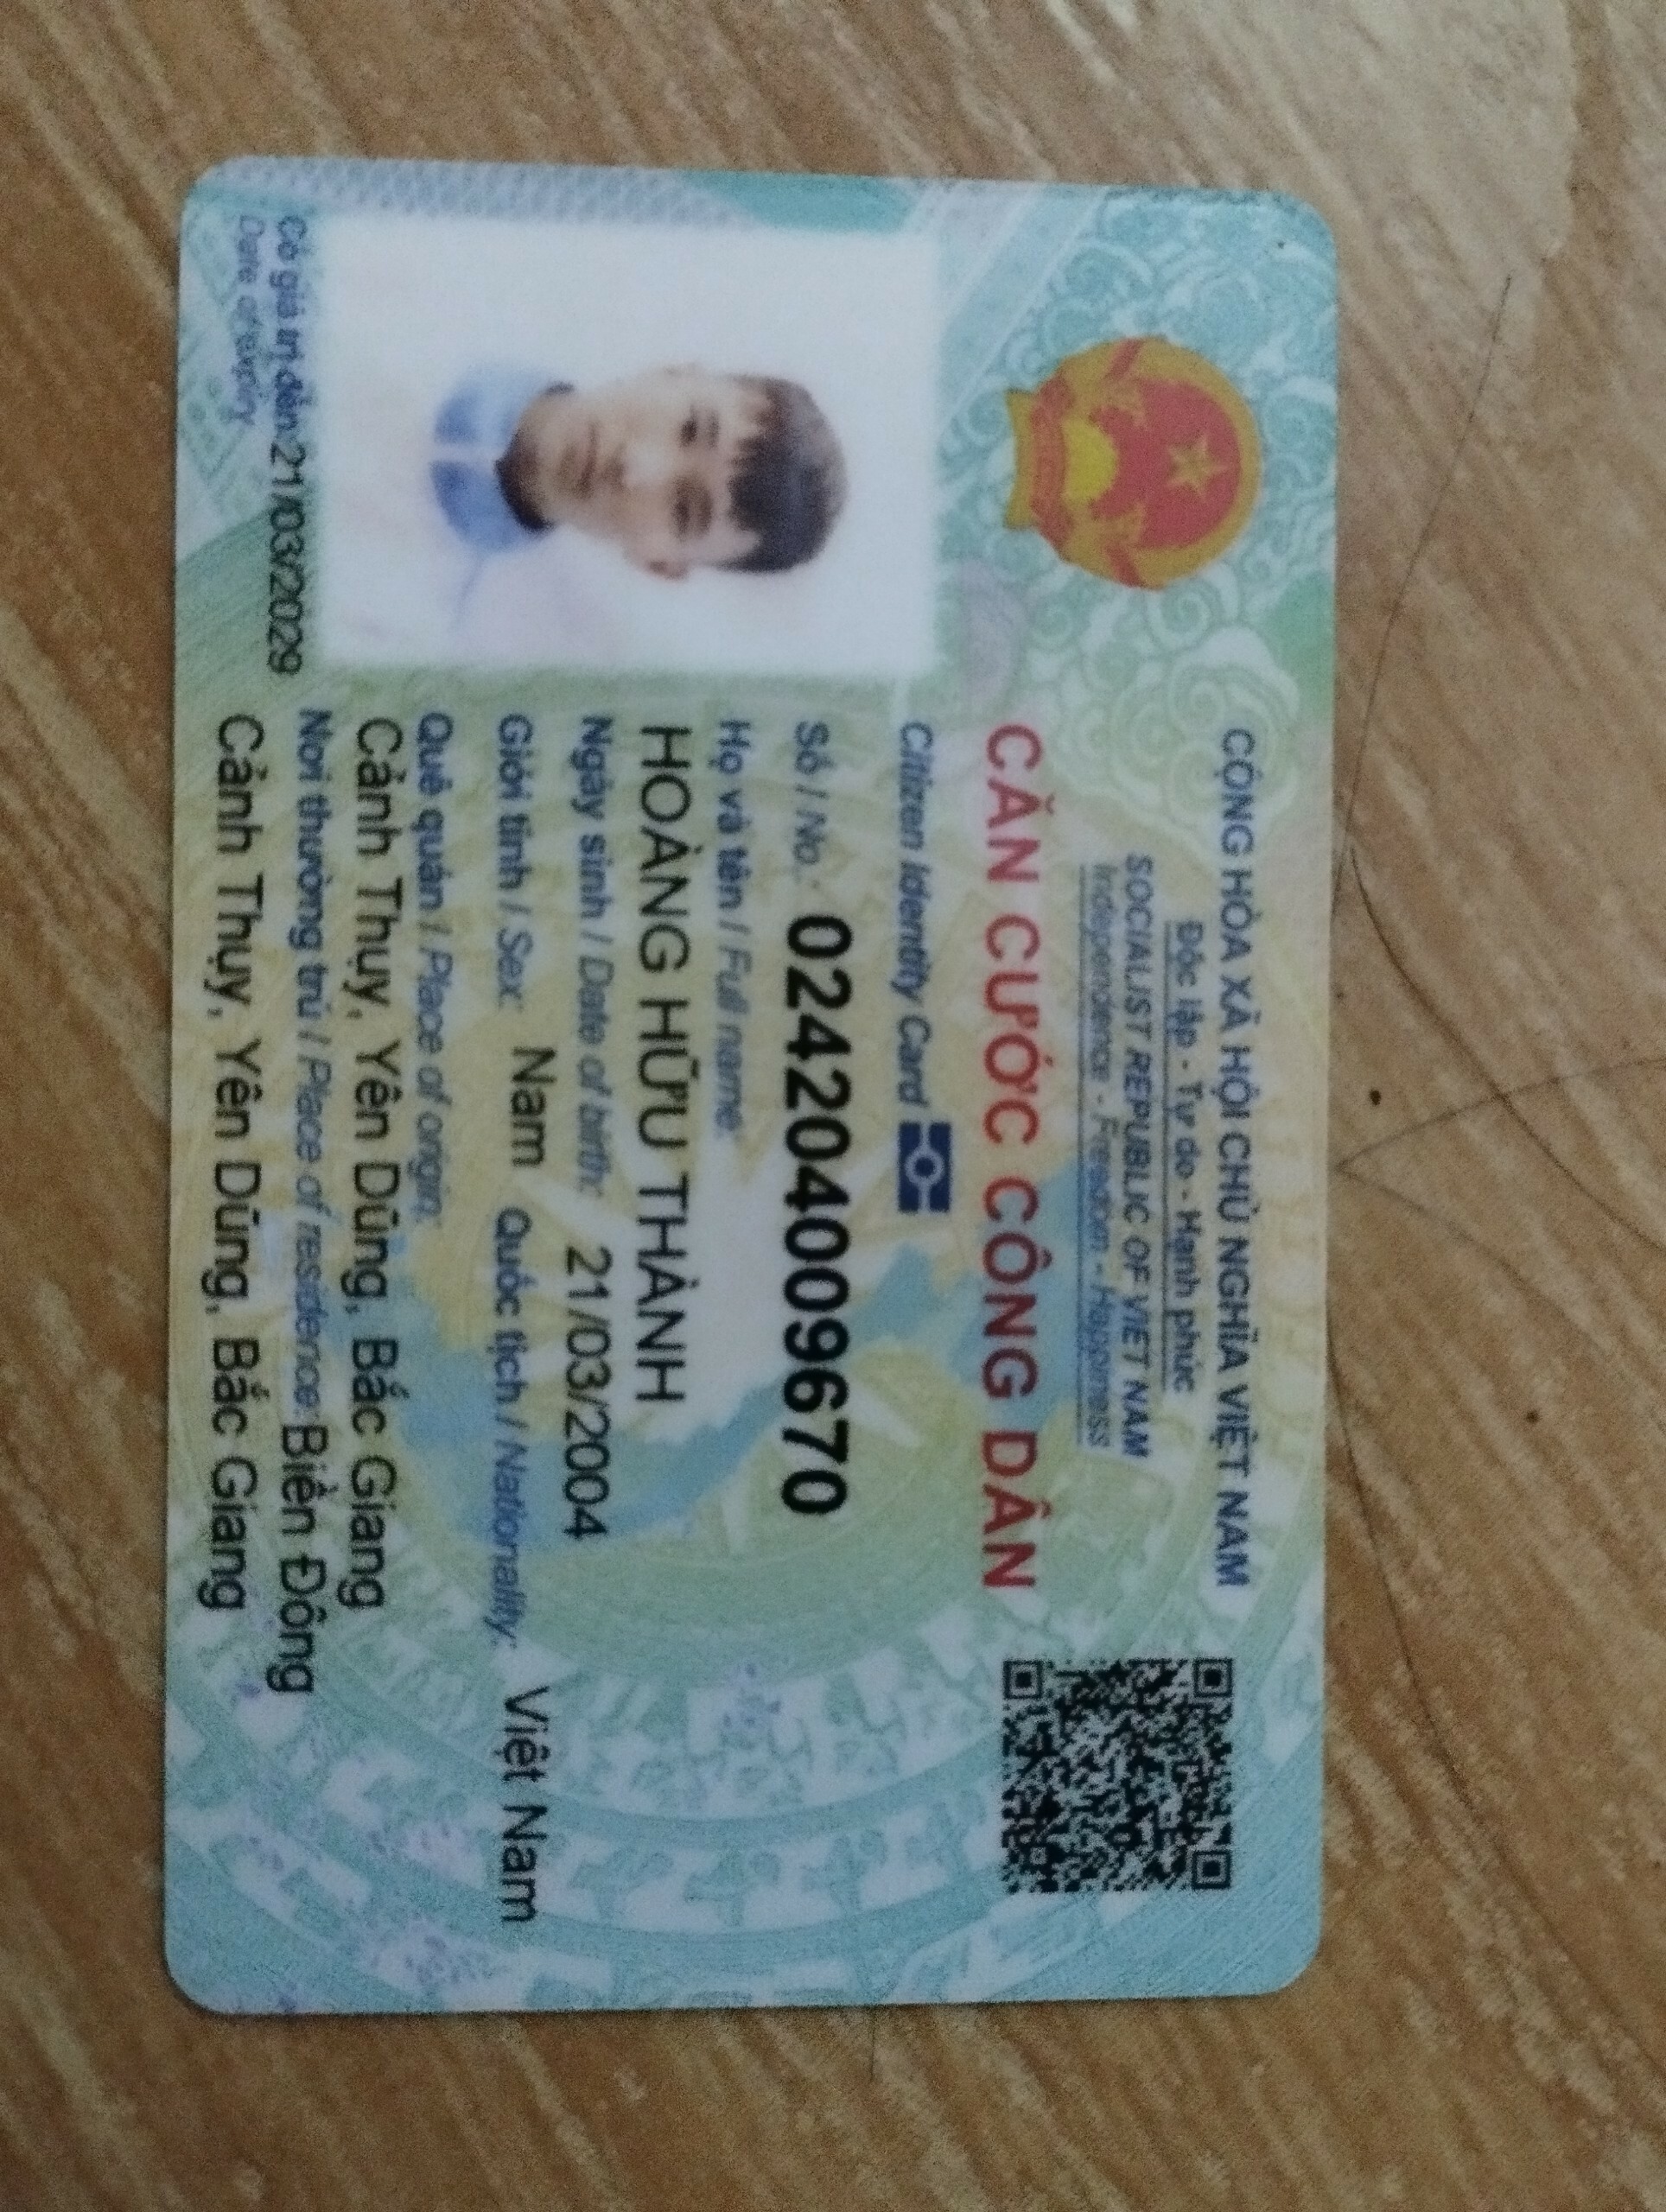 CỘNG HÒA XÃ HỘI CHỦ NGHĨA VIỆT NAM
Độc lập - Tự do - Hạnh phúc
SOCIALIST REPUBLIC OF VIET NAM
Independence - Freedom - Happiness
CĂN CƯỚC CÔNG DÂN
Citizen Identity Card
Số / No.: 024204009670
Họ và tên / Full name:
HOÀNG HỮU THÀNH
Ngày sinh / Date of birth: 21/03/2004
Giới tính / Sex: Nam Quốc tịch / Nationality: Việt Nam
Quê quán / Place of origin:
Cảnh Thụy, Yên Dũng, Bắc Giang
Nơi thường trú / Place of residence: Biền Đông
Cảnh Thụy, Yên Dũng, Bắc Giang
Có giá trị đến: 21/03/2029
Date of expiry